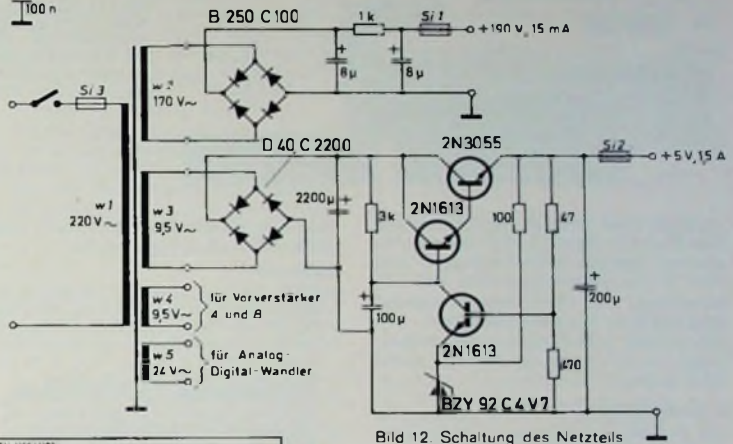 100 n
B 250 C 100
1 k
Si 1
+190 V, 15 mA
8µ
8µ
Si 3
w 2
170 V~
w 1
220 V~
D 40, C 2200
2N3055
Si 2
+5V, 1,5 A
w 3
9,5 V~
2200µ
3k
2N1613
100
47
w 4
9,5 V~
für Vorverstärker
A und B
100µ
200µ
2N1613
470
w 5
24 V~
für Analog-
Digital-Wandler
BZY 92 C 4 V 7
Bild 12. Schaltung des Netzteils